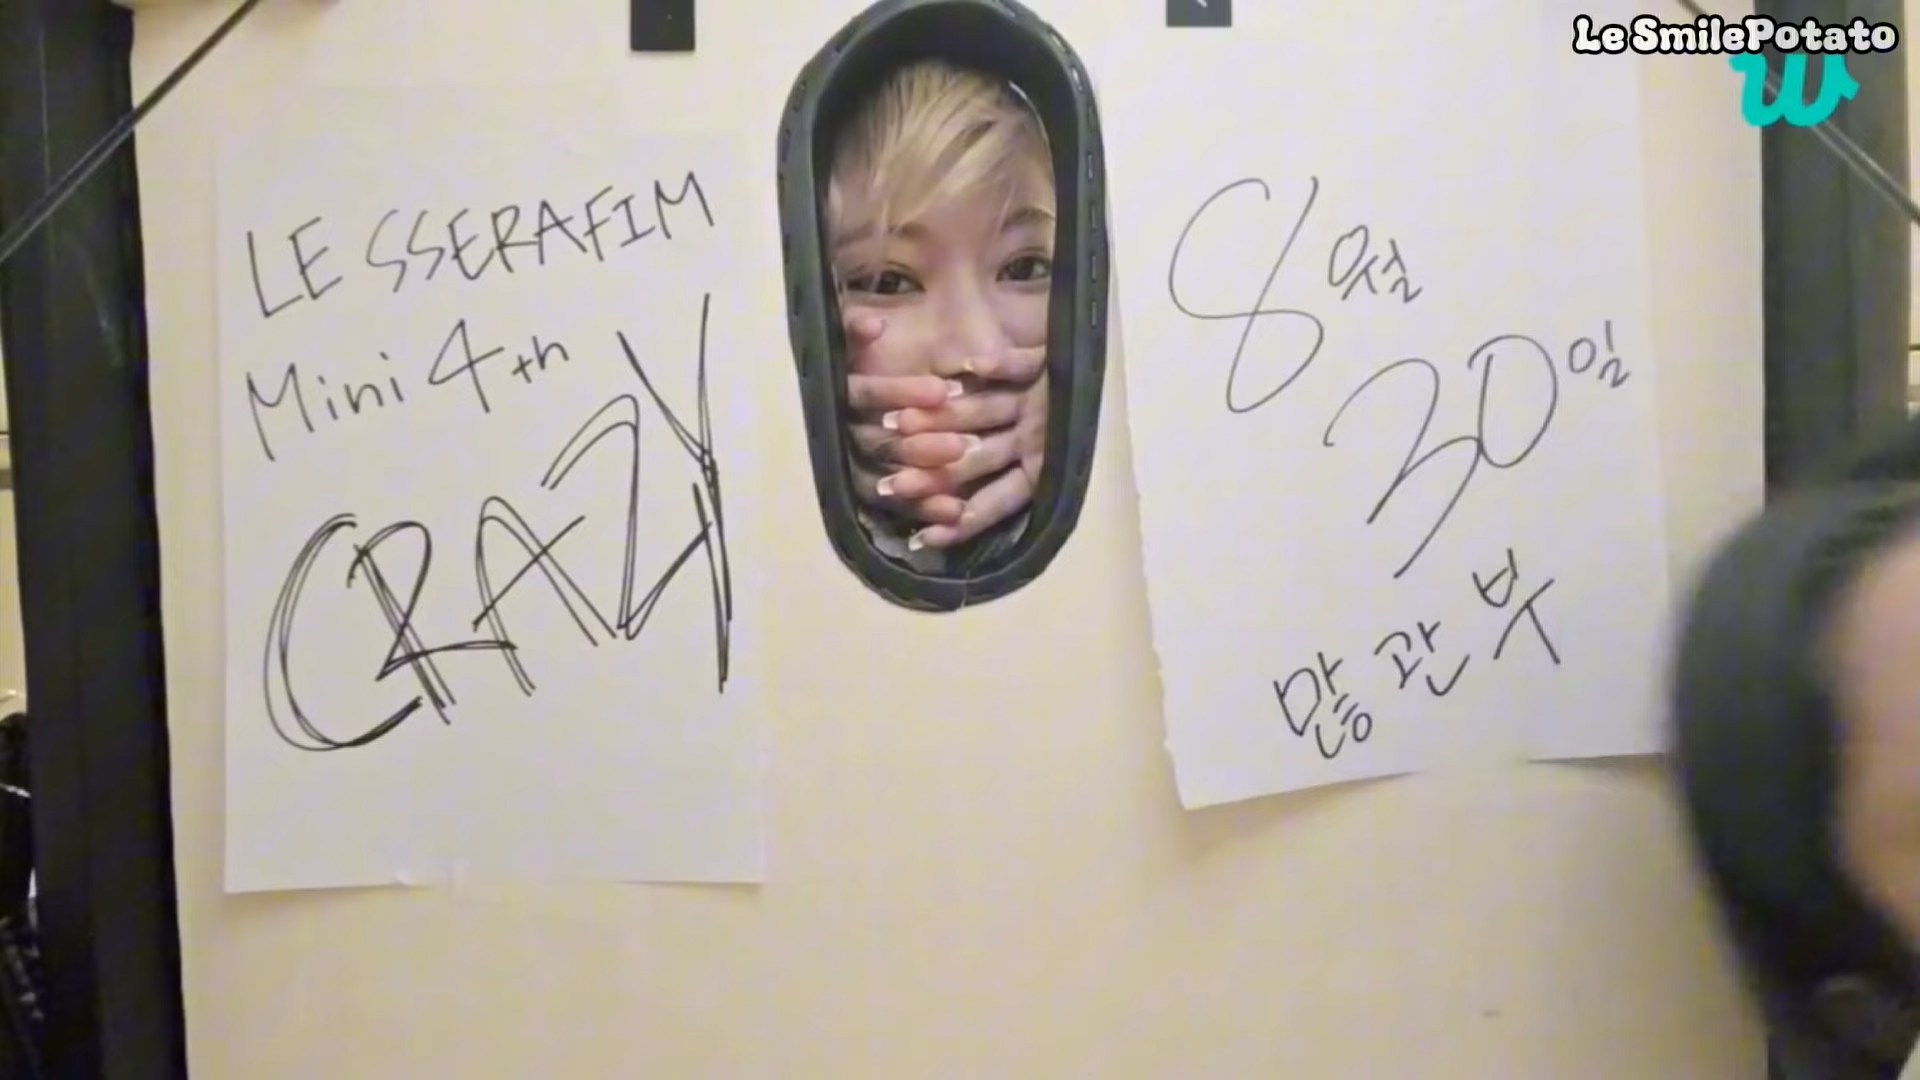 LE SSERAFIM
Mini 4th
CRAZY
8월
30일
많관부
Le SmilePotato